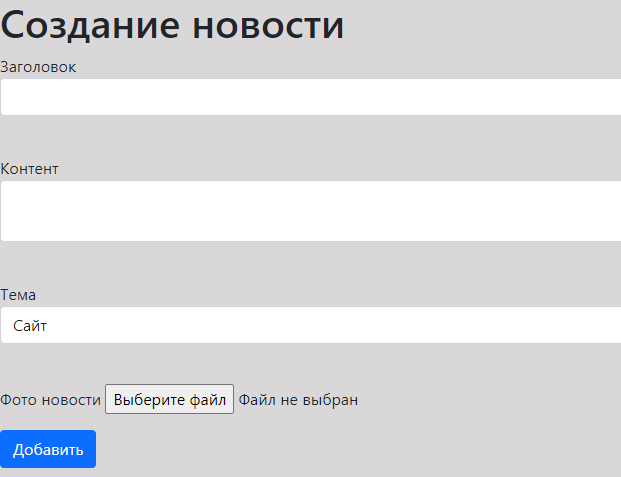 Создание новости
Заголовок
Контент
Тема
Сайт
Фото новости Выберите файл Файл не выбран
Добавить